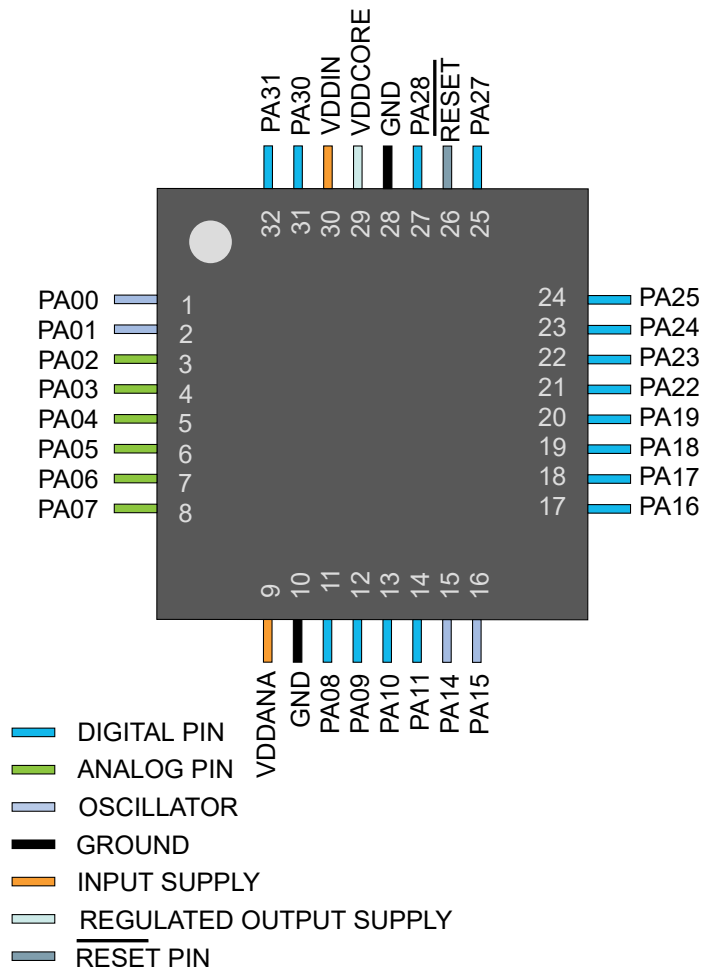 PA31
PA30
VDDIN
VDDCORE
GND
PA28
RESET
PA27
32
31
30
29
28
27
26
25
PA00 1
PA01 2
PA02 3
PA03 4
PA04 5
PA05 6
PA06 7
PA07 8
24 PA25
23 PA24
22 PA23
21 PA22
20 PA19
19 PA18
18 PA17
17 PA16
9
10
11
12
13
14
15
16
VDDANA
GND
PA08
PA09
PA10
PA11
PA14
PA15
DIGITAL PIN
ANALOG PIN
OSCILLATOR
GROUND
INPUT SUPPLY
REGULATED OUTPUT SUPPLY
RESET PIN